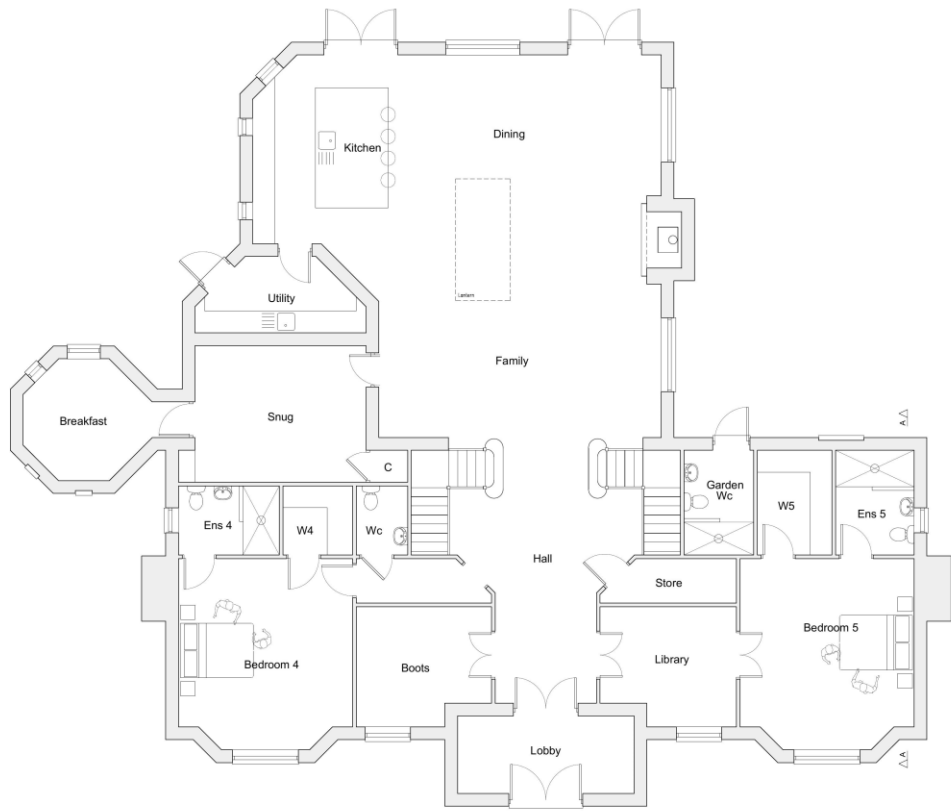 Dining
Kitchen
Lantern
Utility
Family
Breakfast
Snug
A
C
Garden
Wc
W5
Ens 5
Ens 4
W4
Wc
Hall
Store
Bedroom 4
Boots
Library
Bedroom 5
Lobby
A